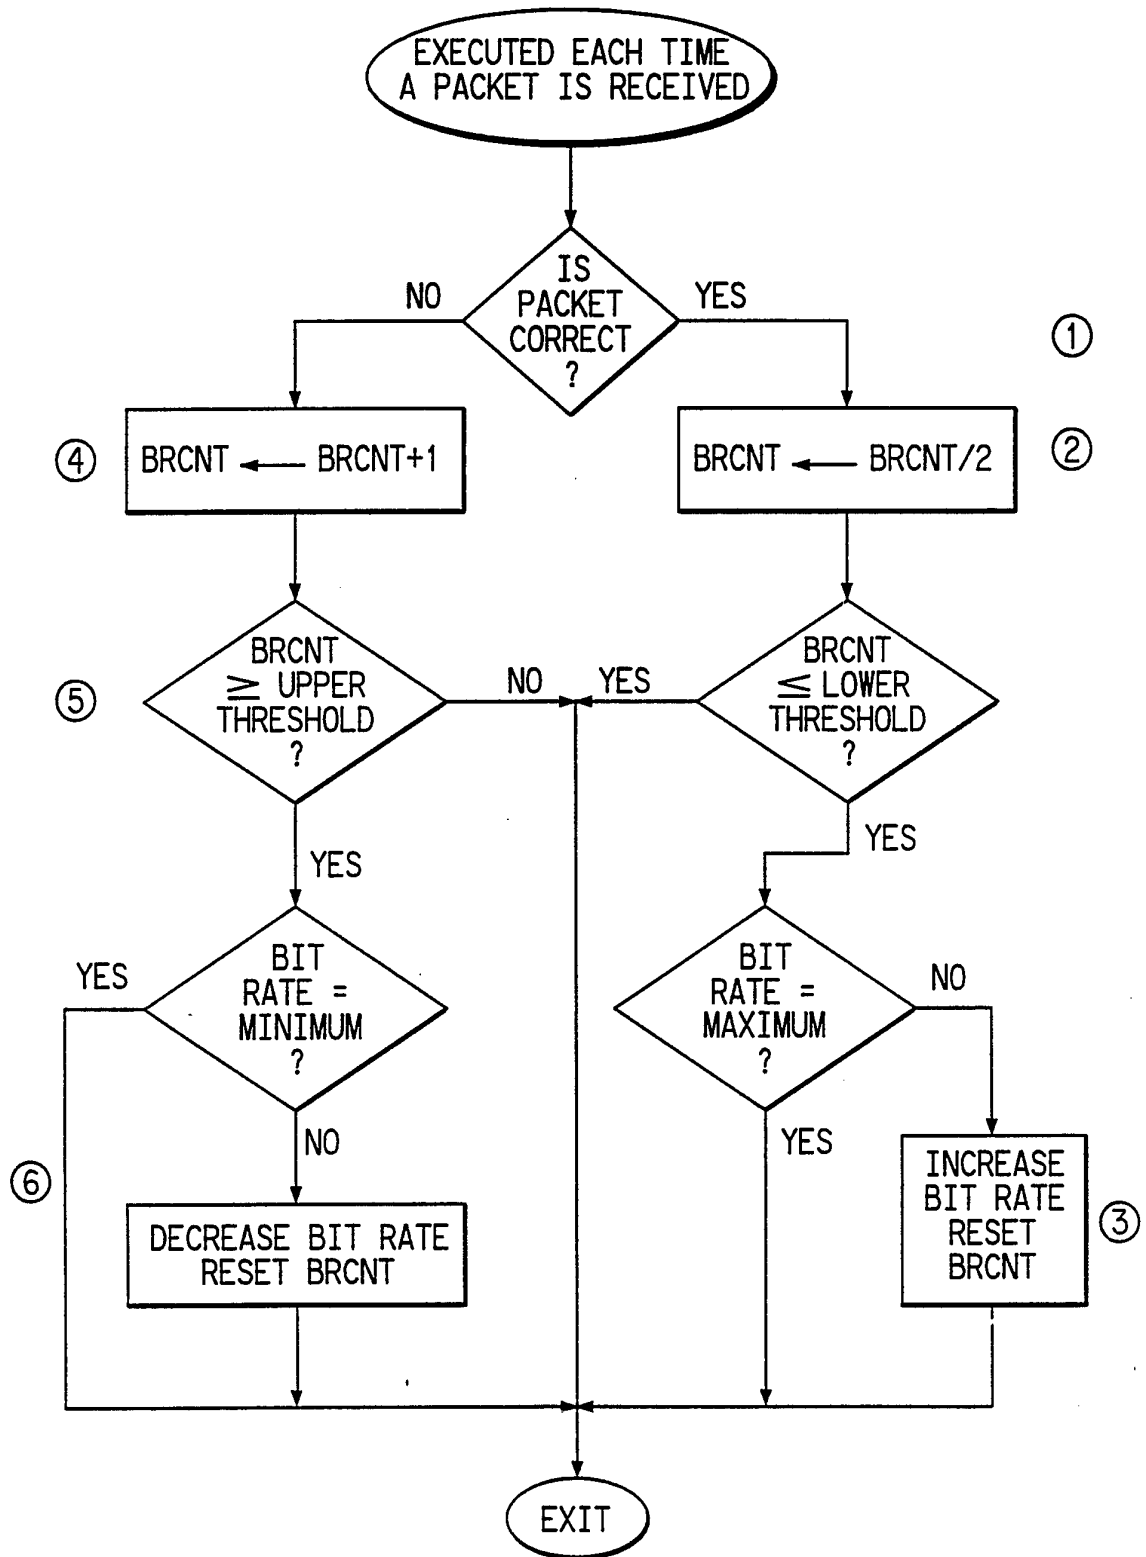 EXECUTED EACH TIME
A PACKET IS RECEIVED
IS
PACKET
CORRECT
?
NO
YES
①
④
BRCNT ← BRCNT+1
BRCNT ← BRCNT/2
②
⑤
BRCNT
≥ UPPER
THRESHOLD
?
NO
YES
BRCNT
≤ LOWER
THRESHOLD
?
YES
YES
YES
BIT
RATE =
MINIMUM
?
BIT
RATE =
MAXIMUM
?
NO
NO
YES
⑥
DECREASE BIT RATE
RESET BRCNT
INCREASE
BIT RATE
RESET
BRCNT
③
EXIT